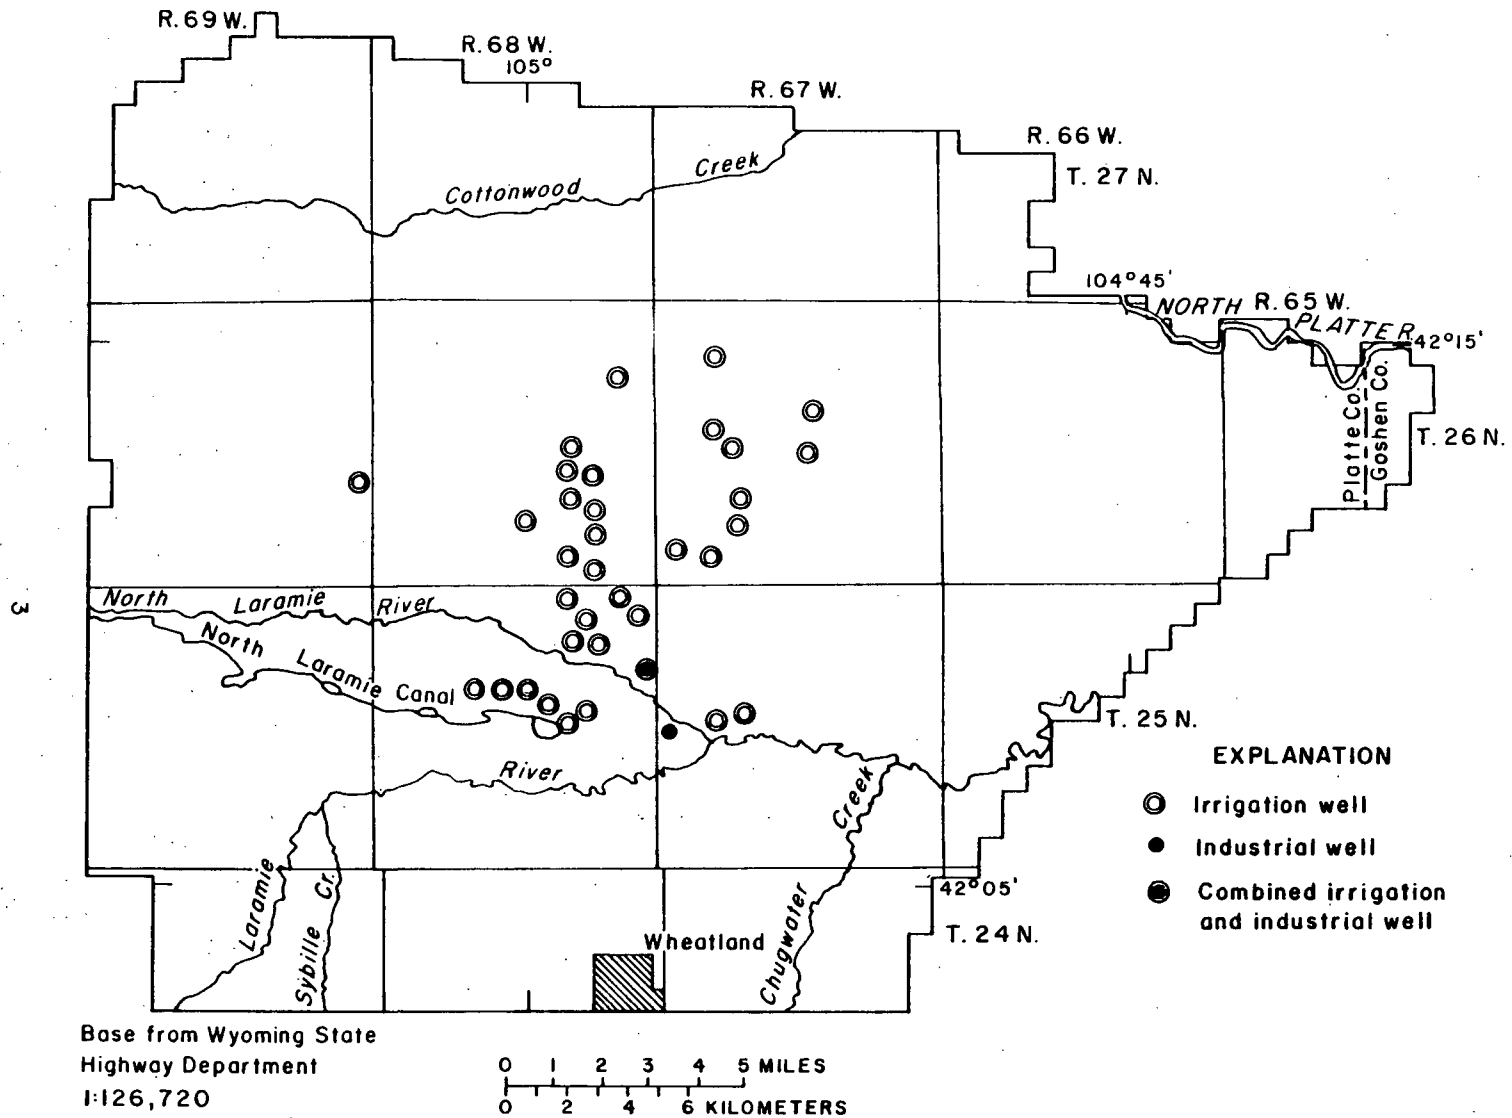 R. 69 W.
R. 68 W.
105°
R. 67 W.
R. 66 W.
T. 27 N.
Cottonwood Creek
104°45'
NORTH PLATTE R.
R. 65 W.
42°15'
Platte Co.
Goshen Co.
T. 26 N.
3
North Laramie River
North Laramie Canal
T. 25 N.
River
Creek
EXPLANATION
Irrigation well
Industrial well
Combined irrigation
and industrial well
42°05'
Laramie
Sybille Cr.
Wheatland
Chugwater
T. 24 N.
Base from Wyoming State
Highway Department
1:126,720
0 1 2 3 4 5 MILES
0 2 4 6 KILOMETERS